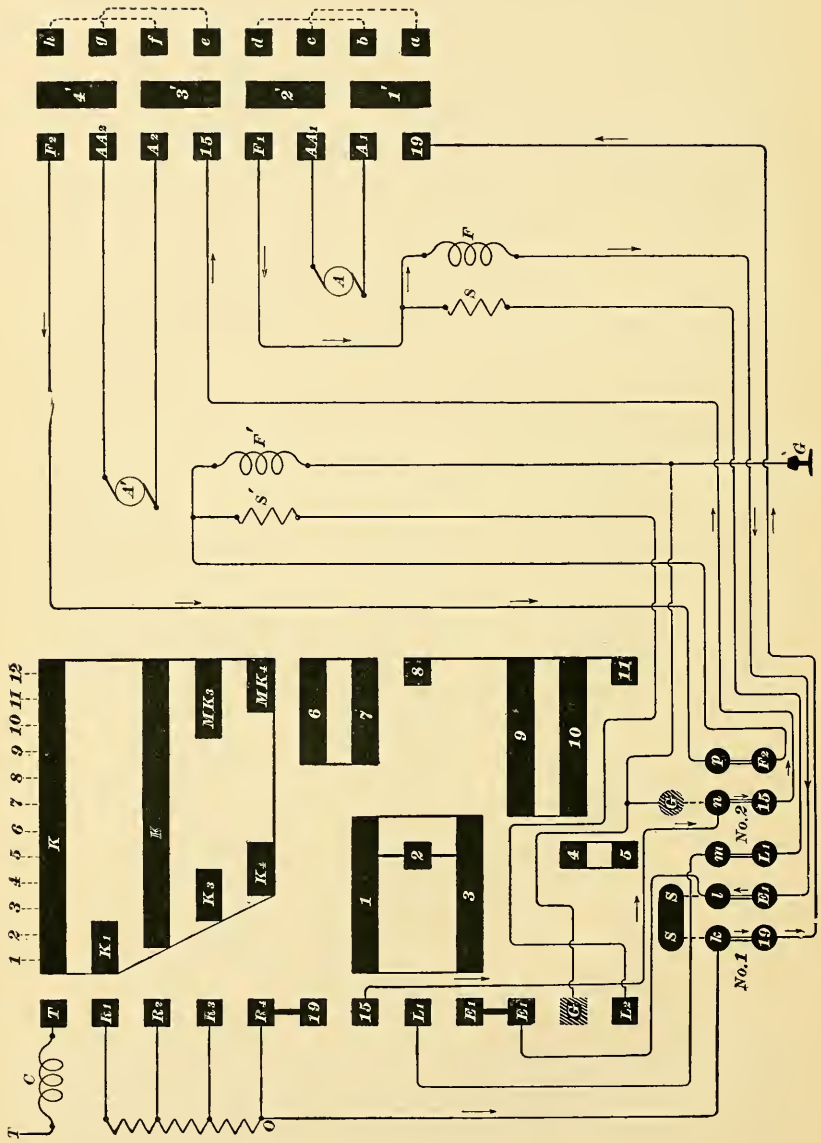 h g f e d c b a
4' 3' 2' 1'
F2 AA2 A2 15 F1 AA1 A1 19
A' A
F
S
F'
S'
G'
1 2 3 4 5 6 7 8 9 10 11 12
K
K1
K
K3 MK3
K4 MK4
6
7
8
9
10
11
1
2
3
4
5
T
C
T
R1
R2
R3
R4
19
O
15
L1
E1
E1
G
L2
S S
G
k l m n p
No.1 No.2
19 E1 L1 15 F2